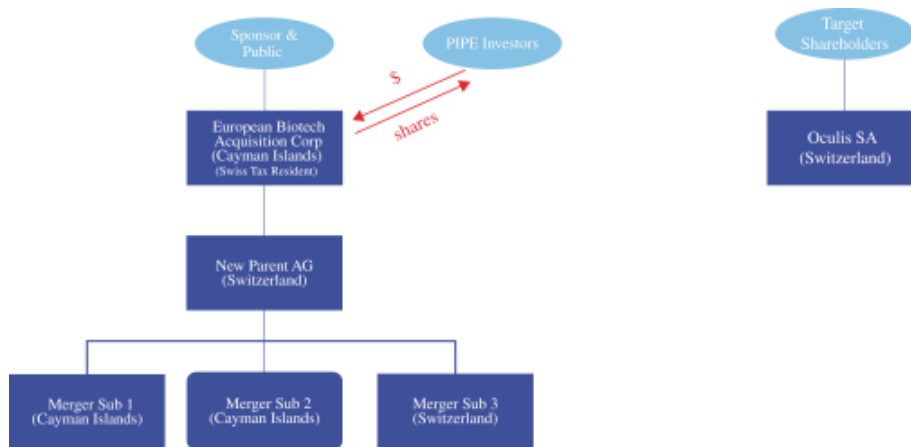 Sponsor &
Public
PIPE Investors
Target
Shareholders
$
shares
European Biotech
Acquisition Corp
(Cayman Islands)
(Swiss Tax Resident)
Oculis SA
(Switzerland)
New Parent AG
(Switzerland)
Merger Sub 1
(Cayman Islands)
Merger Sub 2
(Cayman Islands)
Merger Sub 3
(Switzerland)